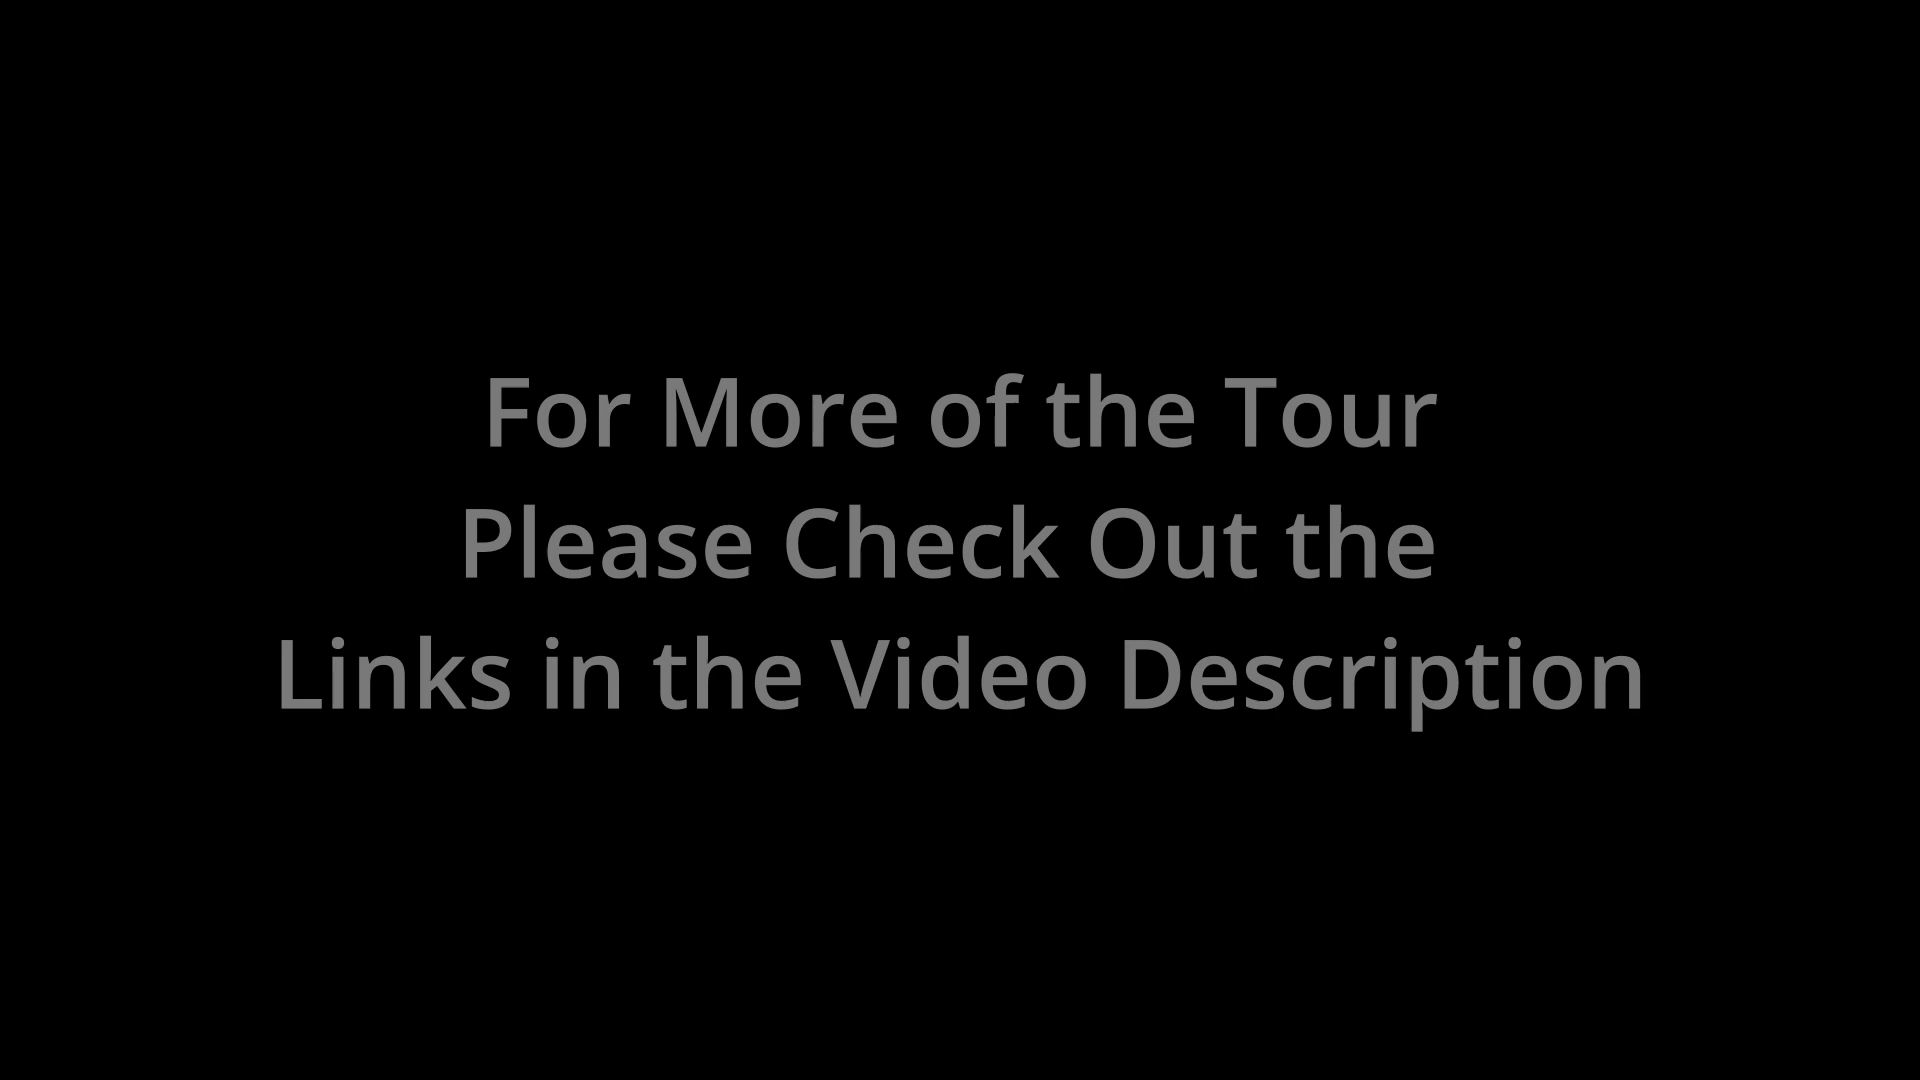 For More of the Tour
Please Check Out the
Links in the Video Description